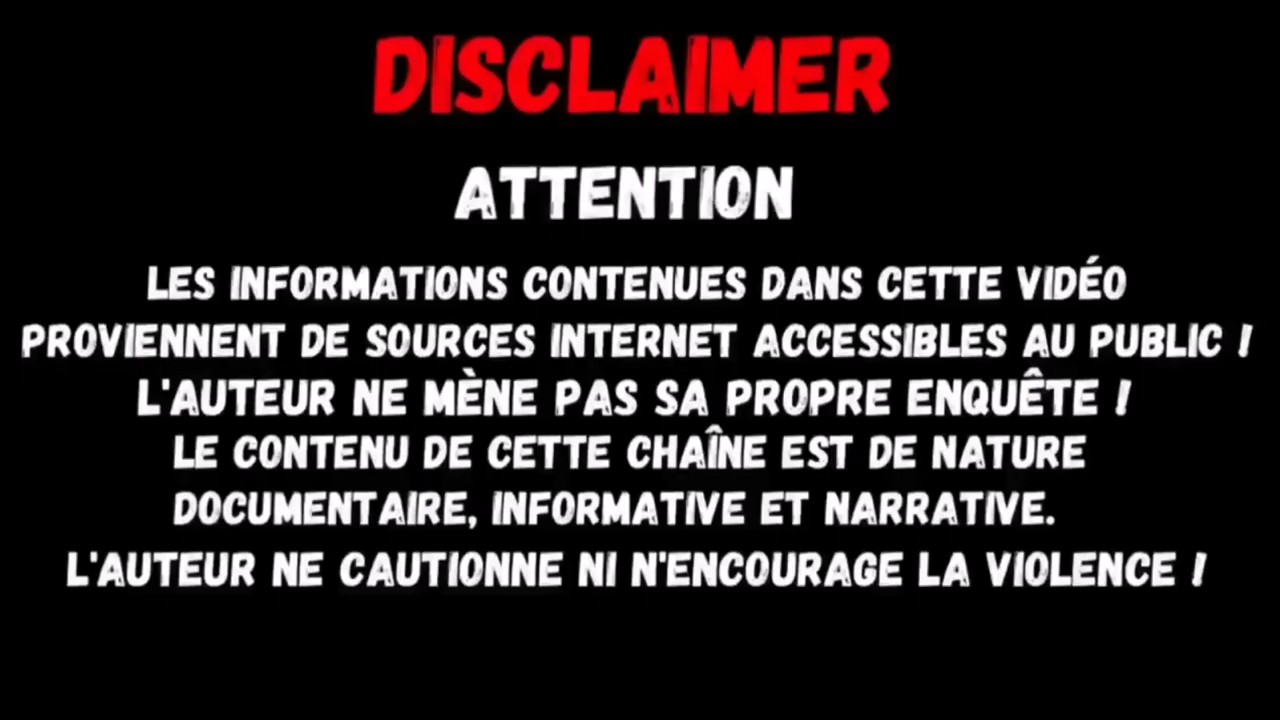 DISCLAIMER
ATTENTION
LES INFORMATIONS CONTENUES DANS CETTE VIDÉO
PROVIENNENT DE SOURCES INTERNET ACCESSIBLES AU PUBLIC !
L'AUTEUR NE MÈNE PAS SA PROPRE ENQUÊTE !
LE CONTENU DE CETTE CHAÎNE EST DE NATURE
DOCUMENTAIRE, INFORMATIVE ET NARRATIVE.
L'AUTEUR NE CAUTIONNE NI N'ENCOURAGE LA VIOLENCE !